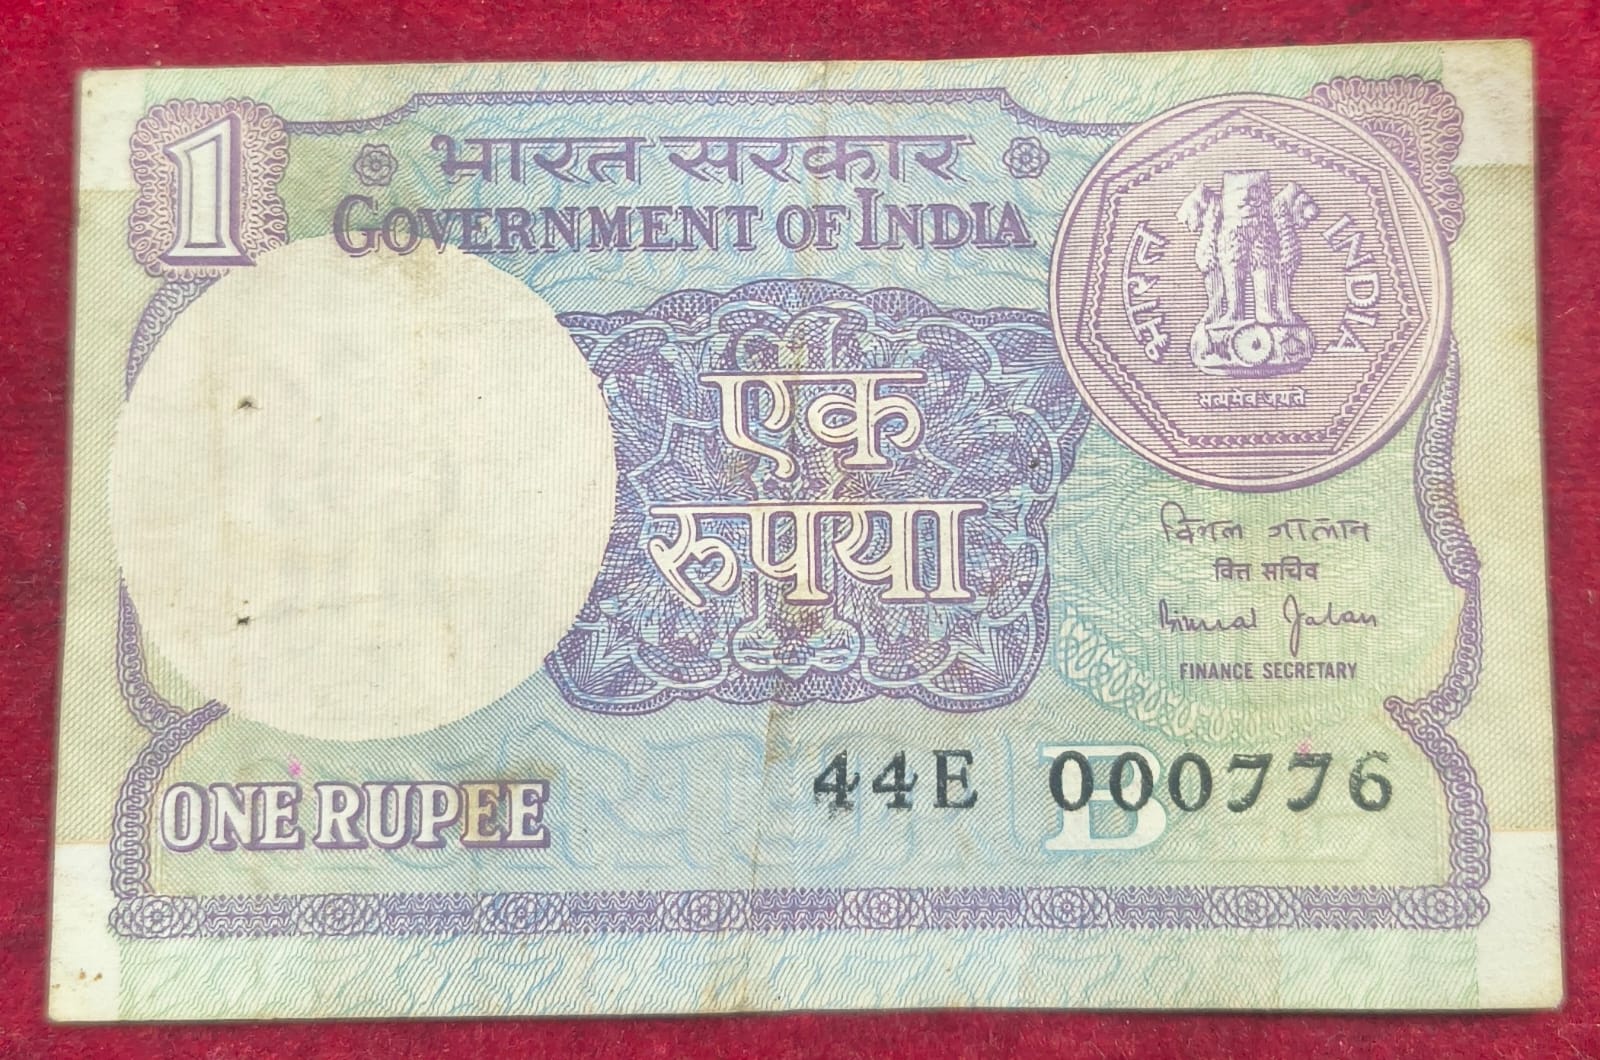 1
भारत सरकार
GOVERNMENT OF INDIA
भारत
INDIA
सत्यमेव जयते
एक
रुपया
विमल जालान
वित्त सचिव
Bimal Jalan
FINANCE SECRETARY
ONE RUPEE
44E 000776
B